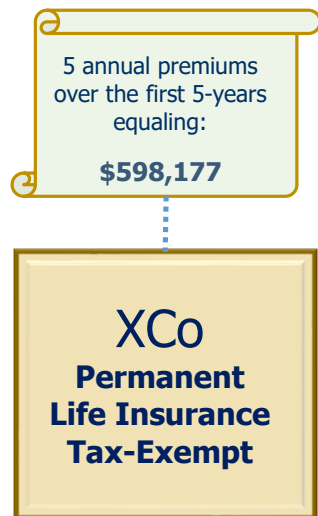 5 annual premiums
over the first 5-years
equaling:
$598,177
XCo
Permanent
Life Insurance
Tax-Exempt